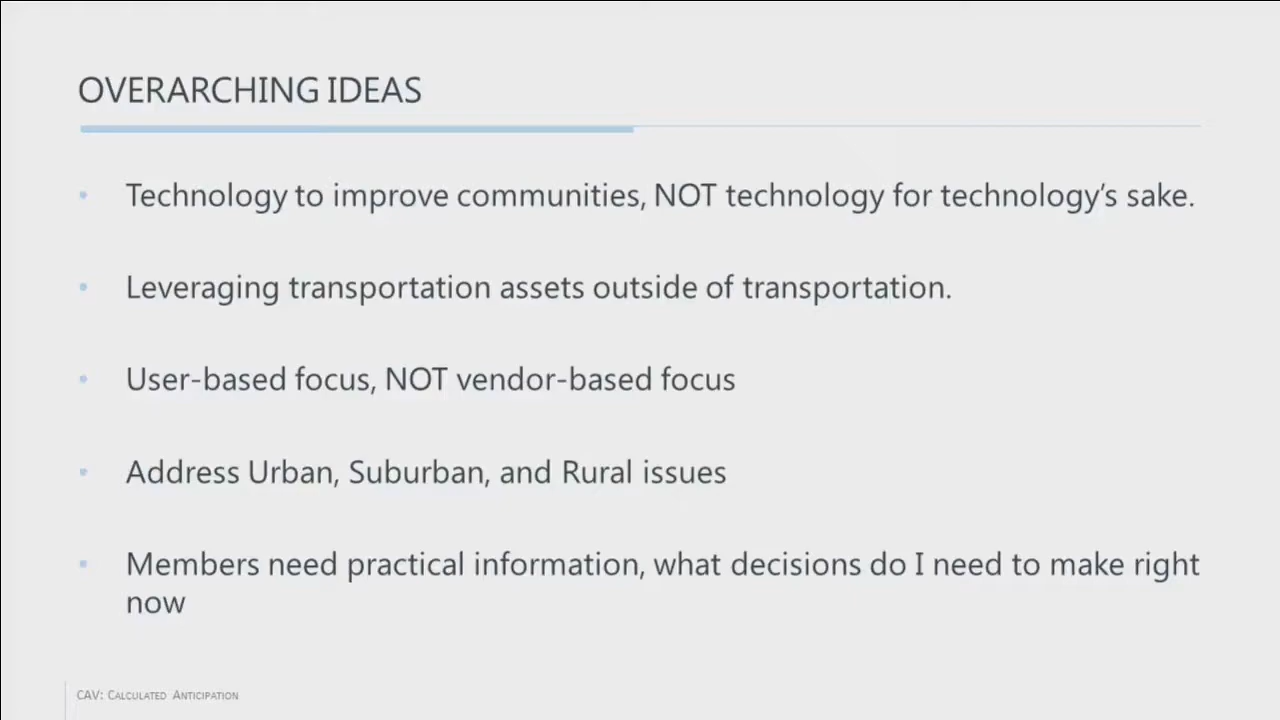 OVERARCHING IDEAS
• Technology to improve communities, NOT technology for technology’s sake.
• Leveraging transportation assets outside of transportation.
• User-based focus, NOT vendor-based focus
• Address Urban, Suburban, and Rural issues
• Members need practical information, what decisions do I need to make right
now
CAV: CALCULATED ANTICIPATION